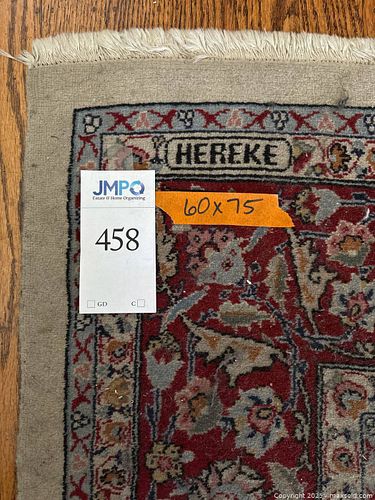 HEREKE
JMPO
Estate & Home Organizing
60x75
458
GD C
Copyright 2025 - maxsold.com